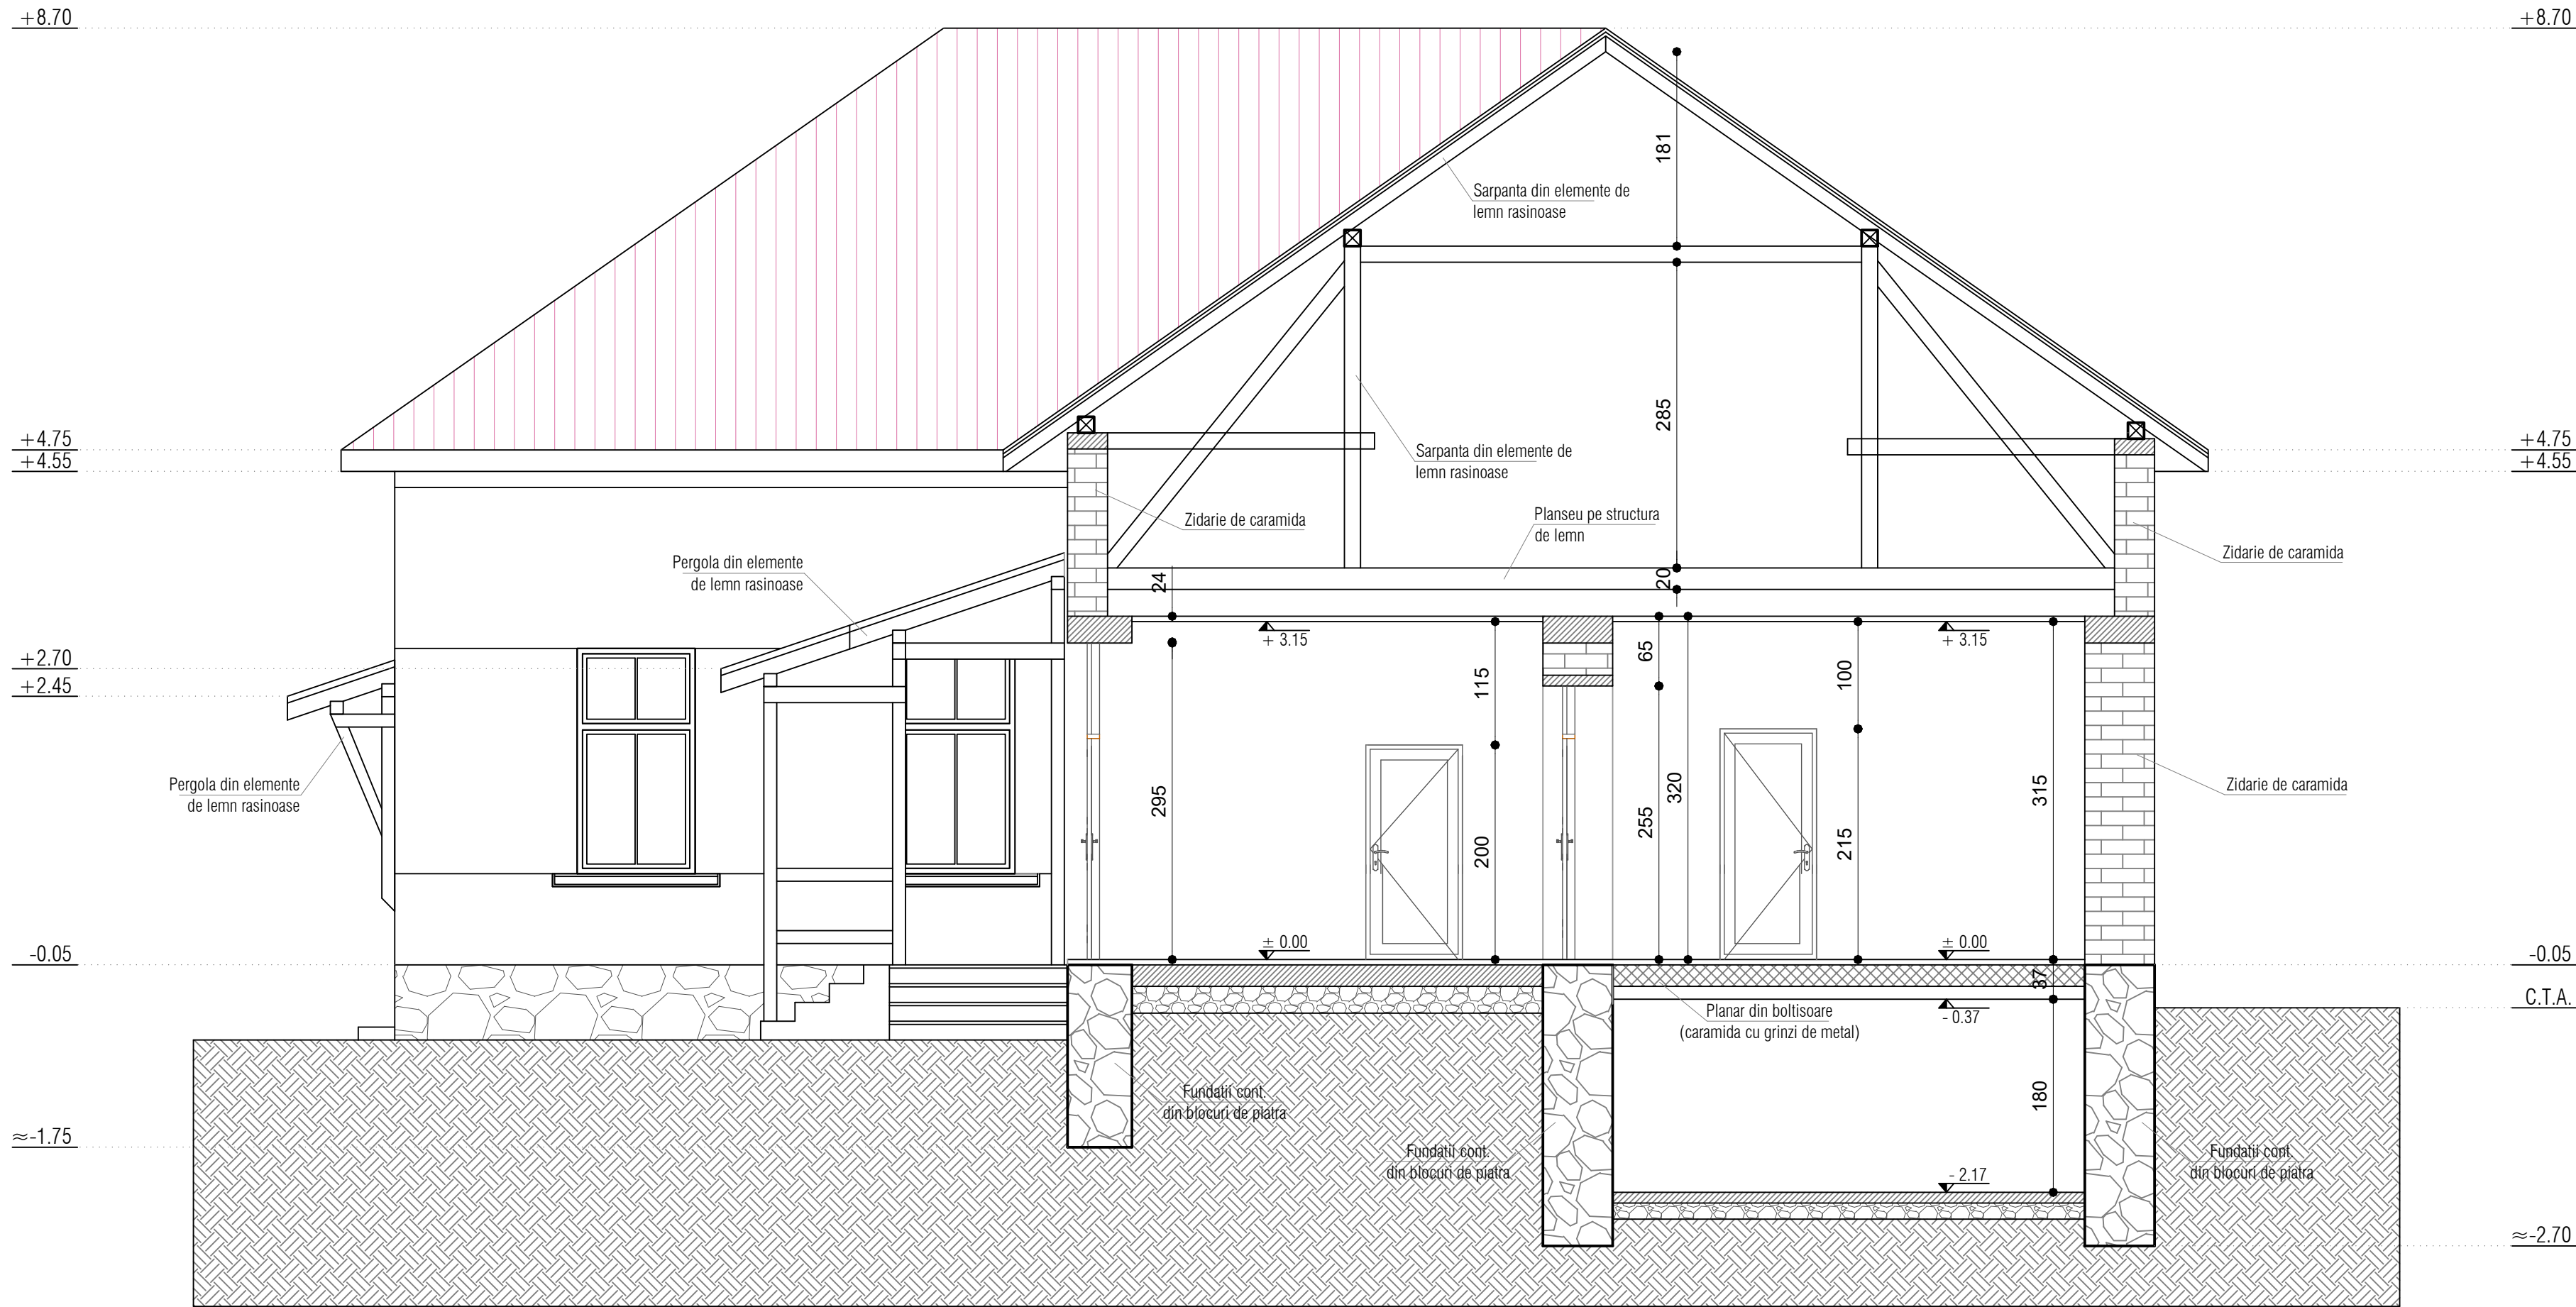 +8.70
+8.70
181
Sarpanta din elemente de
lemn rasinoase
285
+4.75
+4.55
+4.75
+4.55
Sarpanta din elemente de
lemn rasinoase
Zidarie de caramida
Planseu pe structura
de lemn
Zidarie de caramida
Pergola din elemente
de lemn rasinoase
24
20
+ 3.15
+ 3.15
+2.70
+2.45
65
115
100
Pergola din elemente
de lemn rasinoase
295
320
315
Zidarie de caramida
255
200
215
± 0.00
± 0.00
-0.05
-0.05
37
C.T.A.
Planar din boltisoare
(caramida cu grinzi de metal)
- 0.37
Fundatii cont.
din blocuri de piatra
180
≈-1.75
Fundatii cont.
din blocuri de piatra
Fundatii cont.
din blocuri de piatra
- 2.17
≈-2.70